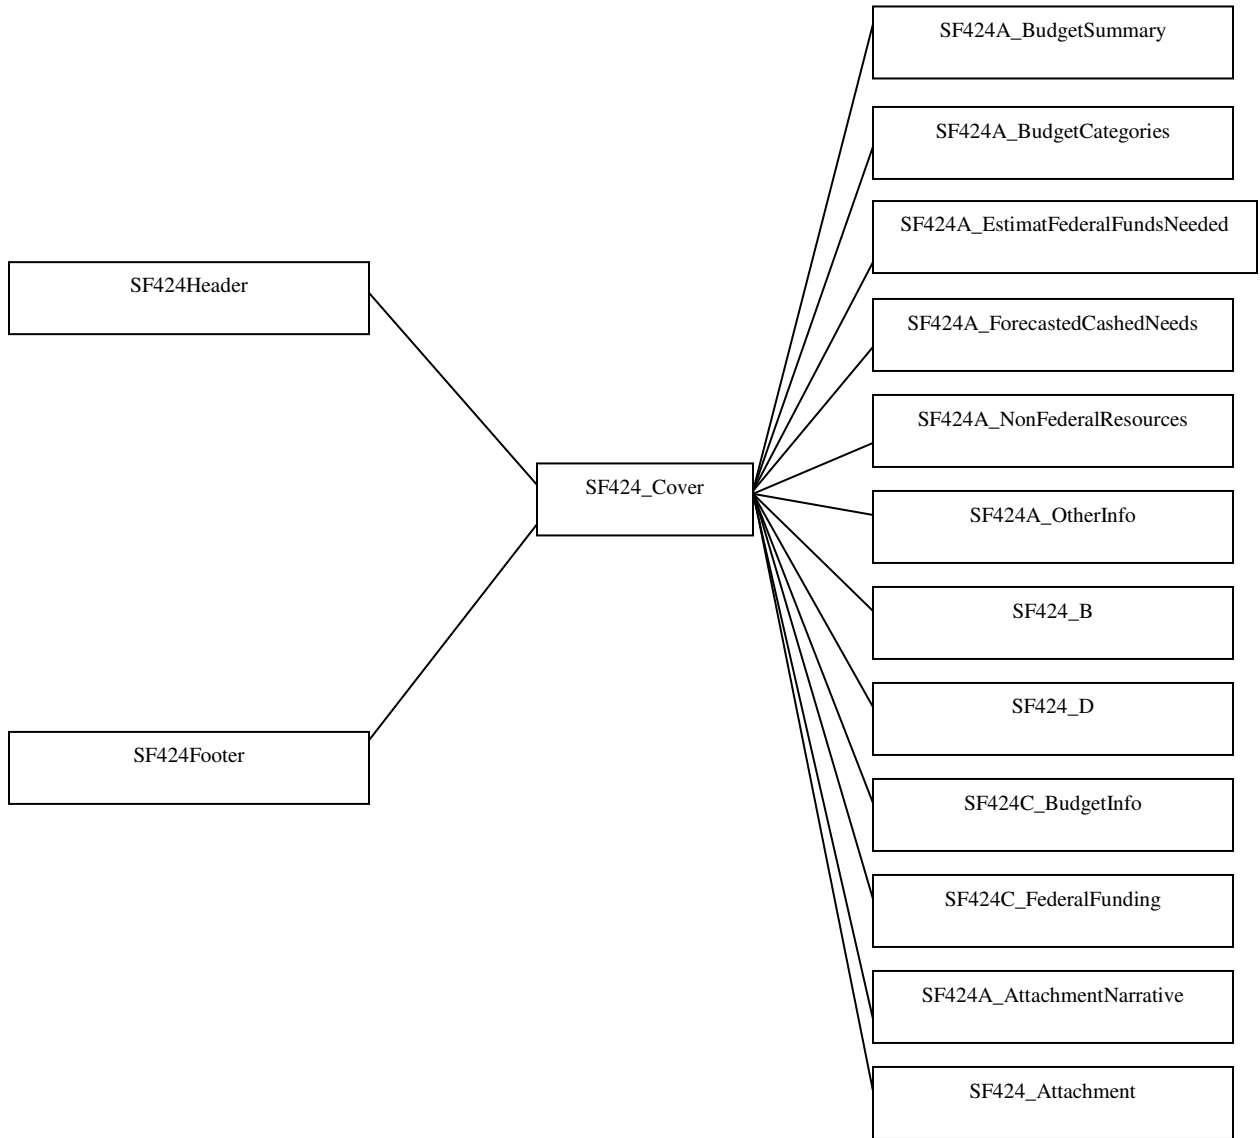 SF424Header
SF424Footer
SF424_Cover
SF424A_BudgetSummary
SF424A_BudgetCategories
SF424A_EstimatFederalFundsNeeded
SF424A_ForecastedCashedNeeds
SF424A_NonFederalResources
SF424A_OtherInfo
SF424_B
SF424_D
SF424C_BudgetInfo
SF424C_FederalFunding
SF424A_AttachmentNarrative
SF424_Attachment